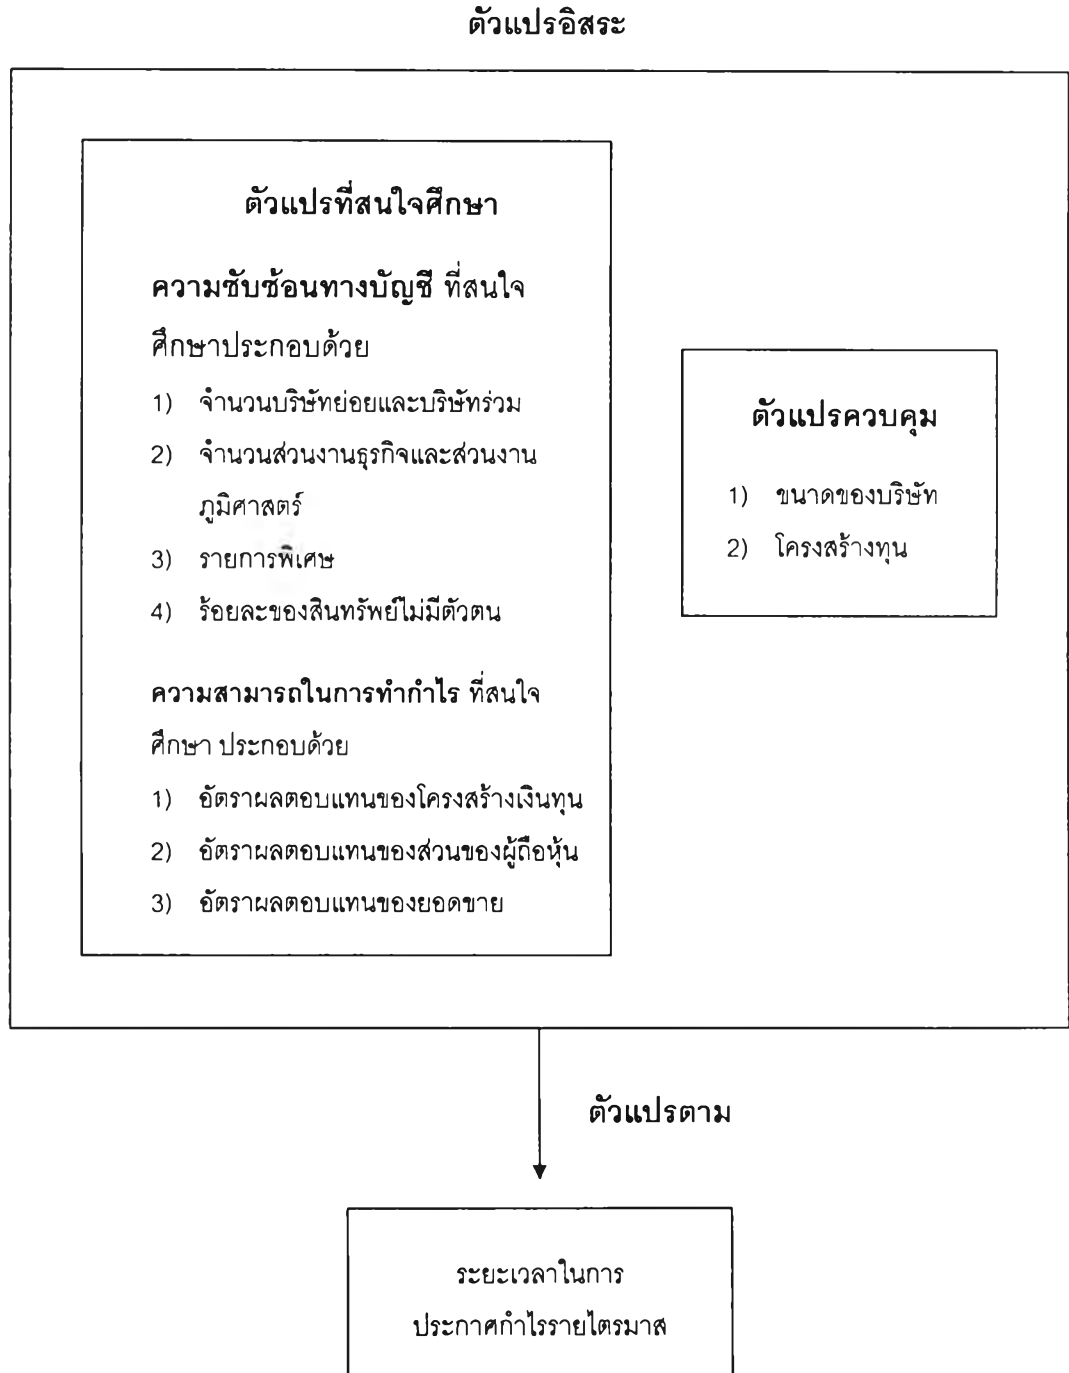 ตัวแปรอิสระ
ตัวแปรที่สนใจศึกษา
ความซับซ้อนทางบัญชี ที่สนใจ
ศึกษาประกอบด้วย
1) จำนวนบริษัทย่อยและบริษัทร่วม
2) จำนวนส่วนงานธุรกิจและส่วนงาน
ภูมิศาสตร์
3) รายการพิเศษ
4) ร้อยละของสินทรัพย์ไม่มีตัวตน
ความสามารถในการทำกำไร ที่สนใจ
ศึกษา ประกอบด้วย
1) อัตราผลตอบแทนของโครงสร้างเงินทุน
2) อัตราผลตอบแทนของส่วนของผู้ถือหุ้น
3) อัตราผลตอบแทนของยอดขาย
ตัวแปรควบคุม
1) ขนาดของบริษัท
2) โครงสร้างทุน
ตัวแปรตาม
ระยะเวลาในการ
ประกาศกำไรรายไตรมาส